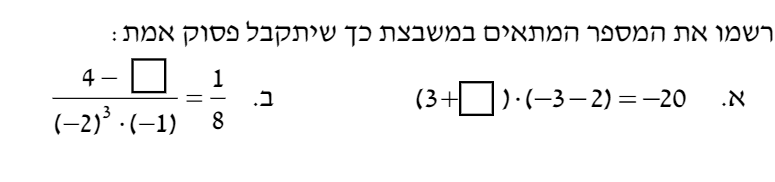 רשמו את המספר המתאים במשבצת כך שיתקבל פסוק אמת:
א. (3+□)·(−3−2)=−20
ב. (4−□)/((−2)³·(−1))=1/8